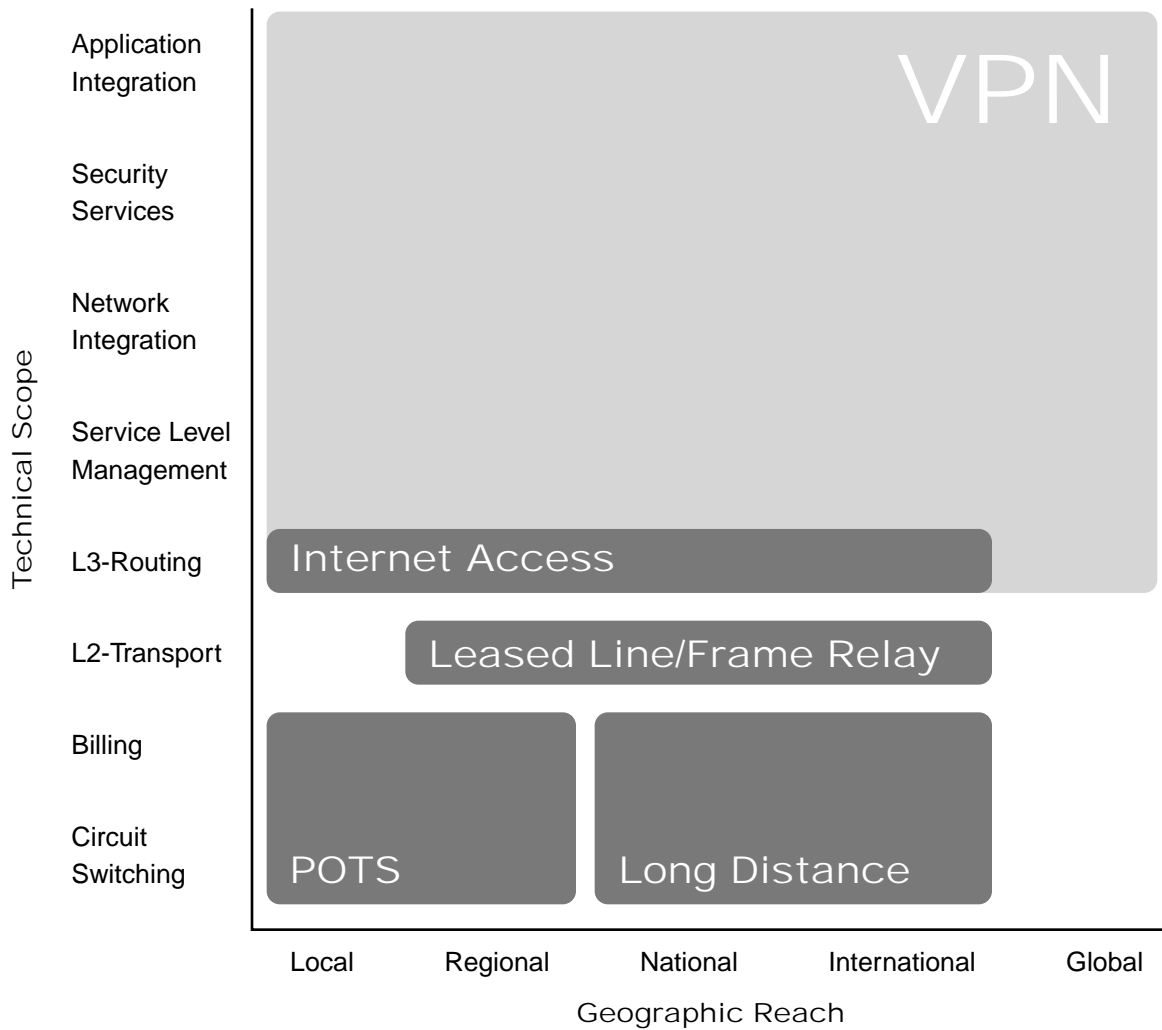 VPN
Application
Integration
Security
Services
Network
Integration
Service Level
Management
Technical Scope
L3-Routing
Internet Access
L2-Transport
Leased Line/Frame Relay
Billing
Circuit
Switching
POTS
Long Distance
Local
Regional
National
International
Global
Geographic Reach